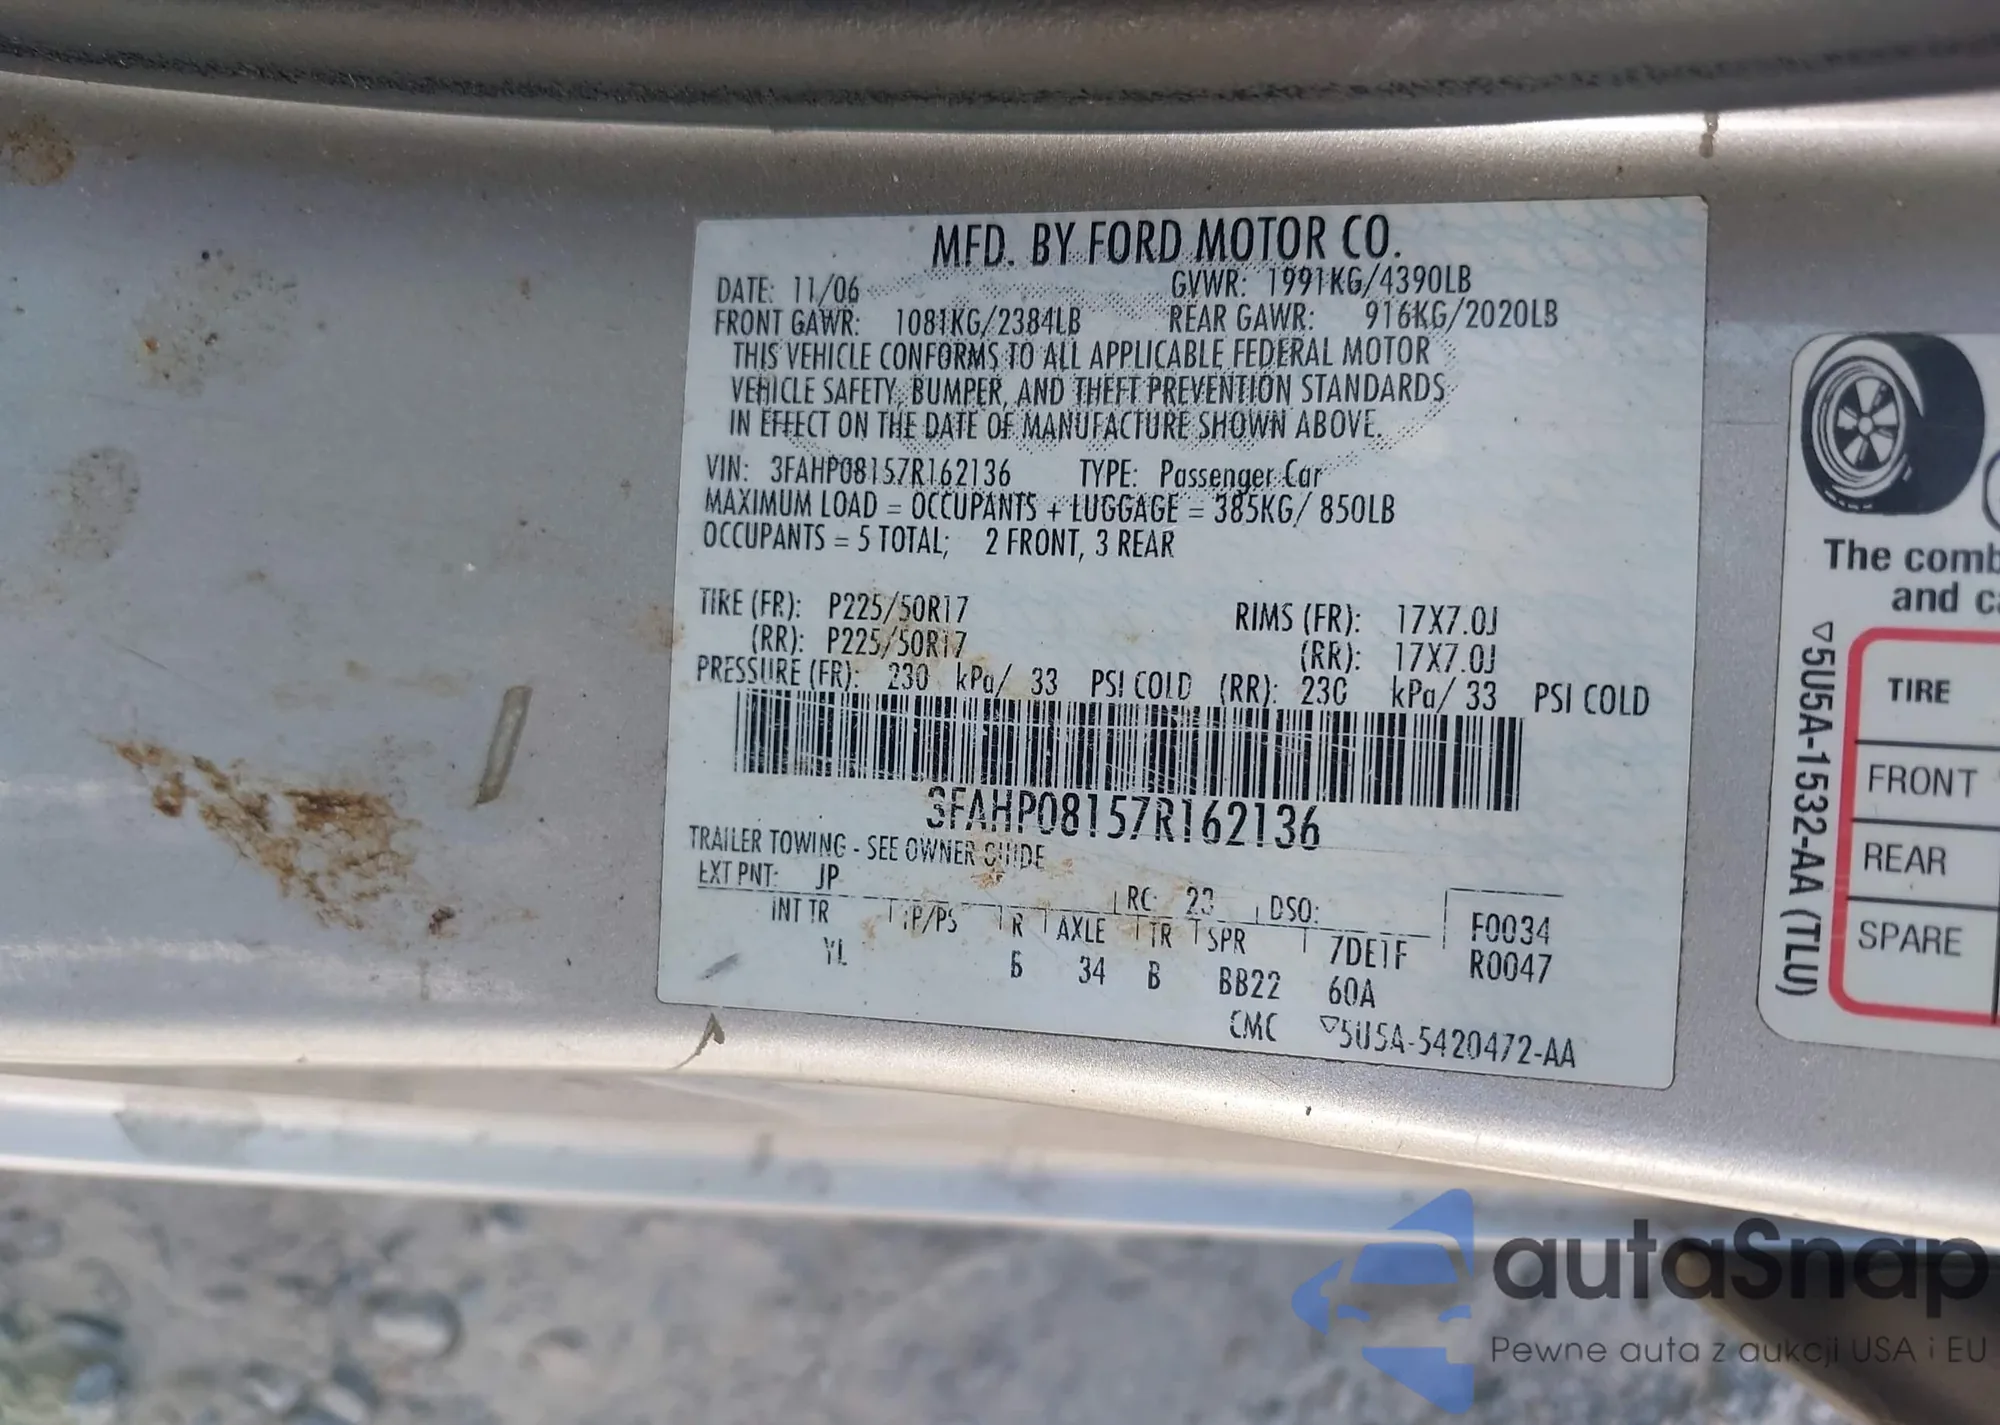 MFD. BY FORD MOTOR CO.
DATE: 11/06 GVWR: 1991KG/4390LB
FRONT GAWR: 1081KG/2384LB REAR GAWR: 916KG/2020LB
THIS VEHICLE CONFORMS TO ALL APPLICABLE FEDERAL MOTOR
VEHICLE SAFETY, BUMPER, AND THEFT PREVENTION STANDARDS
IN EFFECT ON THE DATE OF MANUFACTURE SHOWN ABOVE.
VIN: 3FAHP08157R162136 TYPE: Passenger Car
MAXIMUM LOAD = OCCUPANTS + LUGGAGE = 385KG/ 850LB
OCCUPANTS = 5 TOTAL; 2 FRONT, 3 REAR
TIRE (FR): P225/50R17 RIMS (FR): 17X7.0J
(RR): P225/50R17 (RR): 17X7.0J
PRESSURE (FR): 230 kPa/ 33 PSI COLD (RR): 230 kPa/ 33 PSI COLD
3FAHP08157R162136
TRAILER TOWING - SEE OWNER GUIDE
EXT PNT: JP RC: 23 DSO:
INT TR TP/PS R AXLE TR SPR 7DE1F F0034
YL 34 B BB22 60A R0047
CMC ▽5U5A-5420472-AA
The comb
and ca
▽5U5A-1532-AA (TLU)
TIRE
FRONT
REAR
SPARE
autaSnap
Pewne auta z aukcji USA i EU